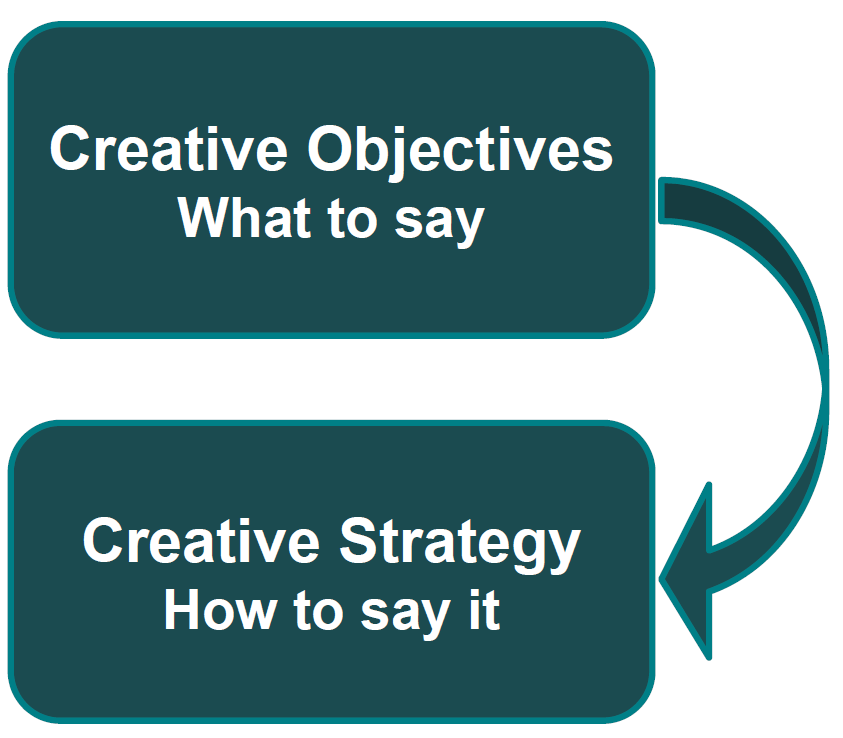 Creative Objectives
What to say
Creative Strategy
How to say it